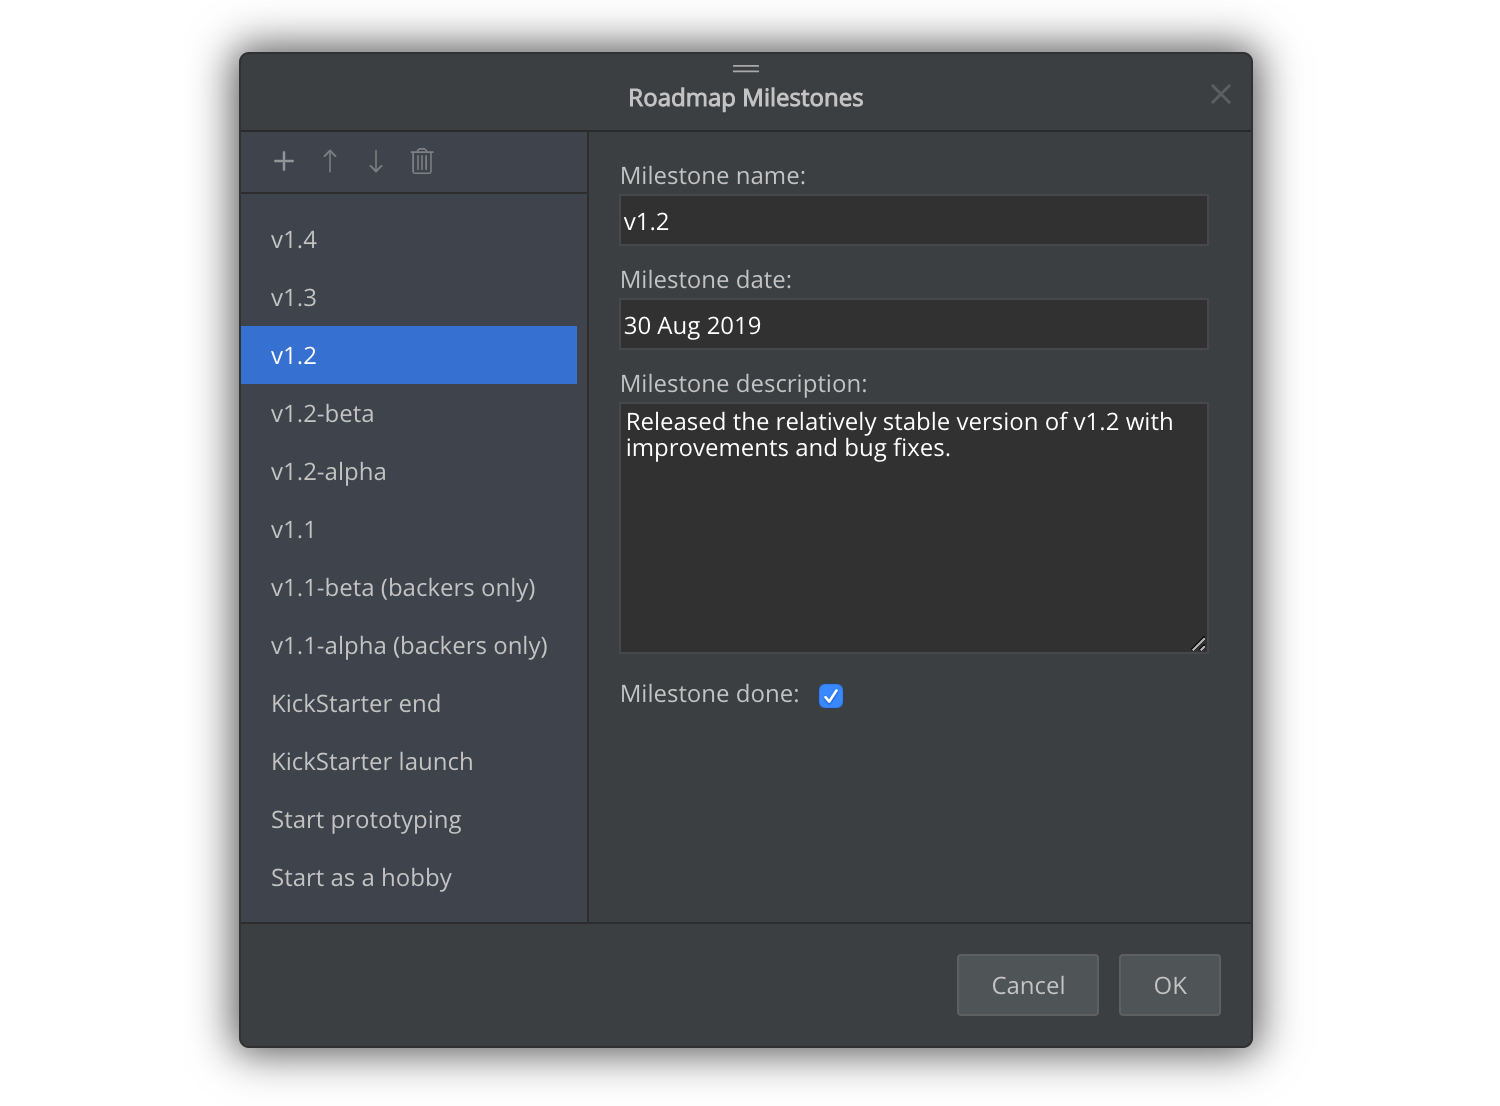 Roadmap Milestones
v1.4
v1.3
v1.2
v1.2-beta
v1.2-alpha
v1.1
v1.1-beta (backers only)
v1.1-alpha (backers only)
KickStarter end
KickStarter launch
Start prototyping
Start as a hobby
Milestone name:
v1.2
Milestone date:
30 Aug 2019
Milestone description:
Released the relatively stable version of v1.2 with
improvements and bug fixes.
Milestone done:
Cancel
OK